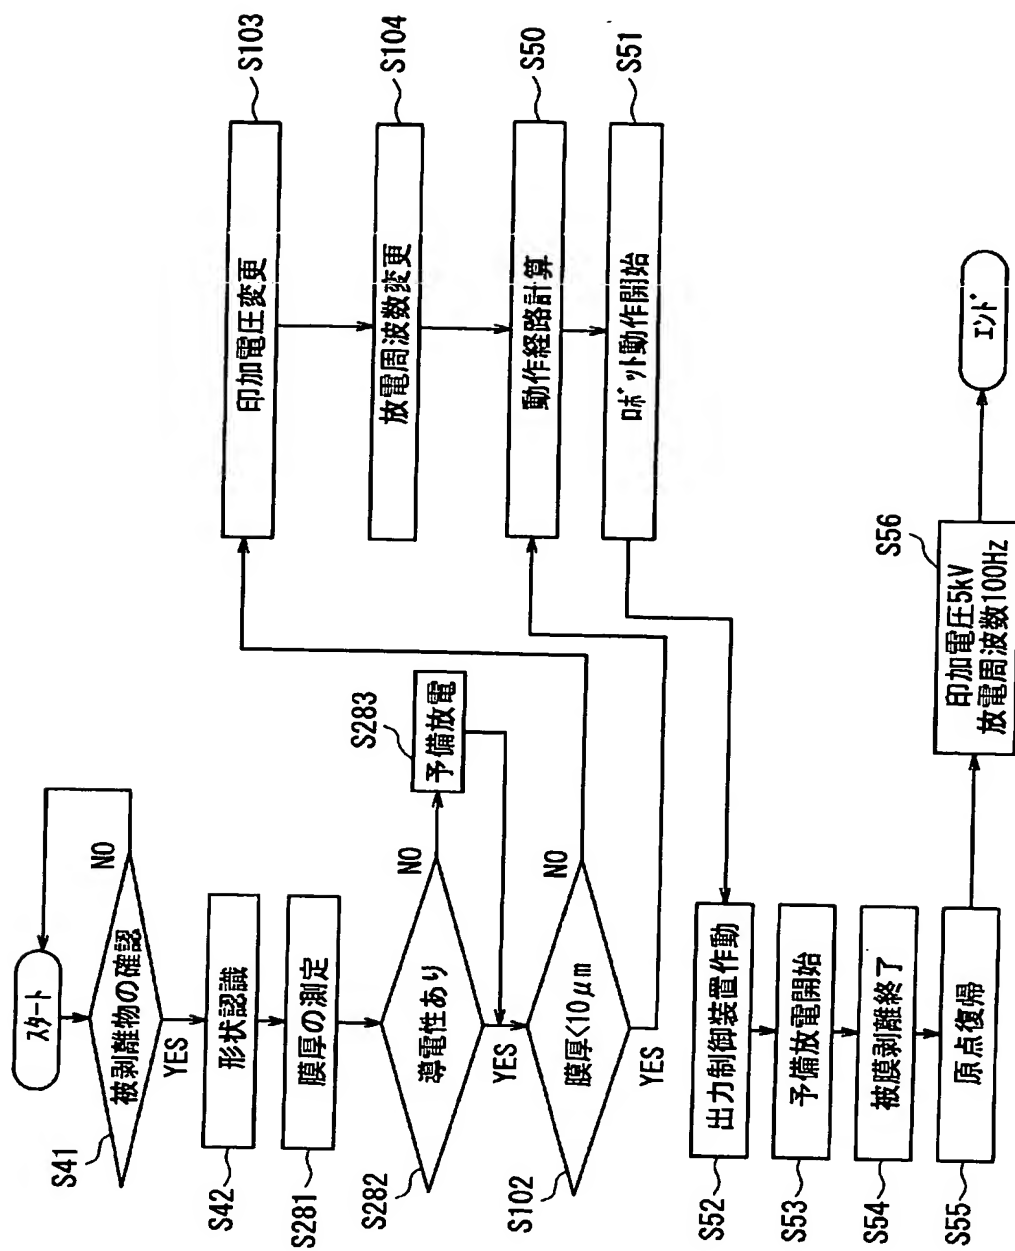 スタート
S41
被剥離物の確認
NO
YES
S42
形状認識
S281
膜厚の測定
S282
導電性あり
NO
YES
S283
予備放電
S102
膜厚<10μm
NO
YES
S103
印加電圧変更
S104
放電周波数変更
S50
動作経路計算
S51
ロボット動作開始
S52
出力制御装置作動
S53
予備放電開始
S54
被膜剥離終了
S55
原点復帰
S56
印加電圧5kV
放電周波数100Hz
エンド